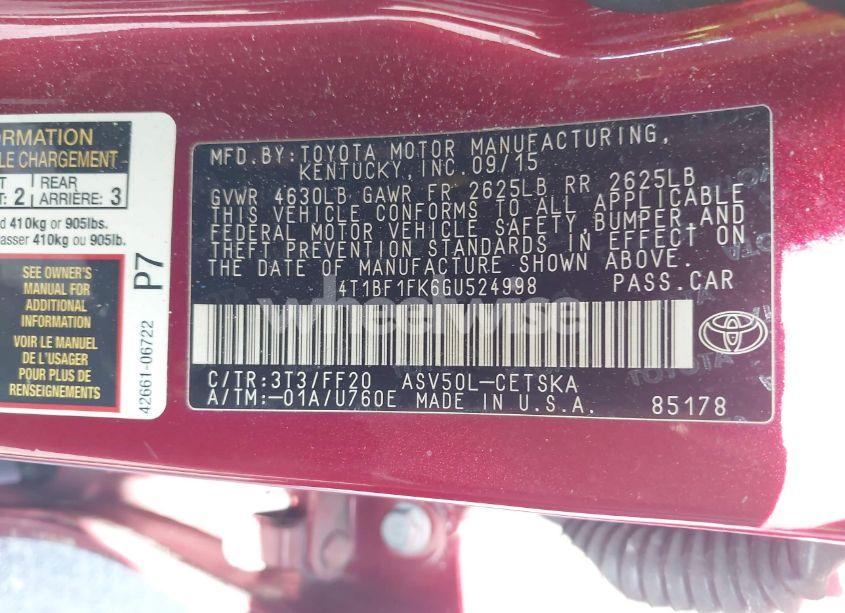 ORMATION
LE CHARGEMENT
T
T: 2
REAR
ARRIÈRE: 3
d 410kg or 905lbs.
passer 410kg ou 905lb.
SEE OWNER'S
MANUAL FOR
ADDITIONAL
INFORMATION
VOIR LE MANUEL
DE L'USAGER
POUR PLUS DE
RENSEIGNEMENTS
P7
42661-06722
MFD.BY:TOYOTA MOTOR MANUFACTURING,
KENTUCKY,INC.09/15
GVWR 4630LB GAWR FR 2625LB RR 2625LB
THIS VEHICLE CONFORMS TO ALL APPLICABLE
FEDERAL MOTOR VEHICLE SAFETY,BUMPER AND
THEFT PREVENTION STANDARDS IN EFFECT ON
THE DATE OF MANUFACTURE SHOWN ABOVE.
4T1BF1FK6GU524998 PASS.CAR
wheelwise
C/TR:3T3/FF20 ASV50L-CETSKA
A/TM:-01A/U760E MADE IN U.S.A. 85178
TOYOTA